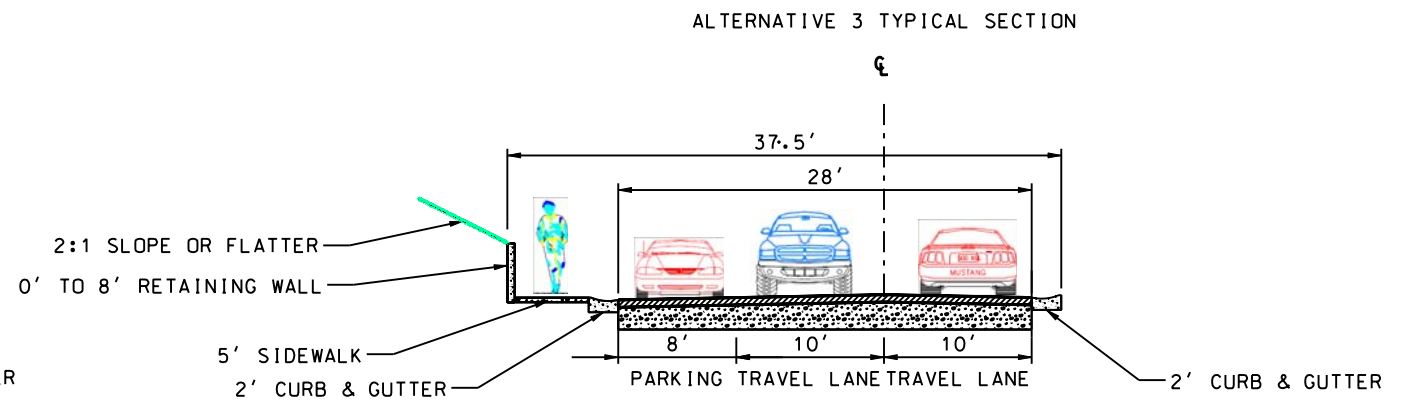 ALTERNATIVE 3 TYPICAL SECTION
℄
37.5'
28'
2:1 SLOPE OR FLATTER
0' TO 8' RETAINING WALL
MUSTANG
5' SIDEWALK
8' 10' 10'
PARKING TRAVEL LANE TRAVEL LANE
2' CURB & GUTTER
2' CURB & GUTTER